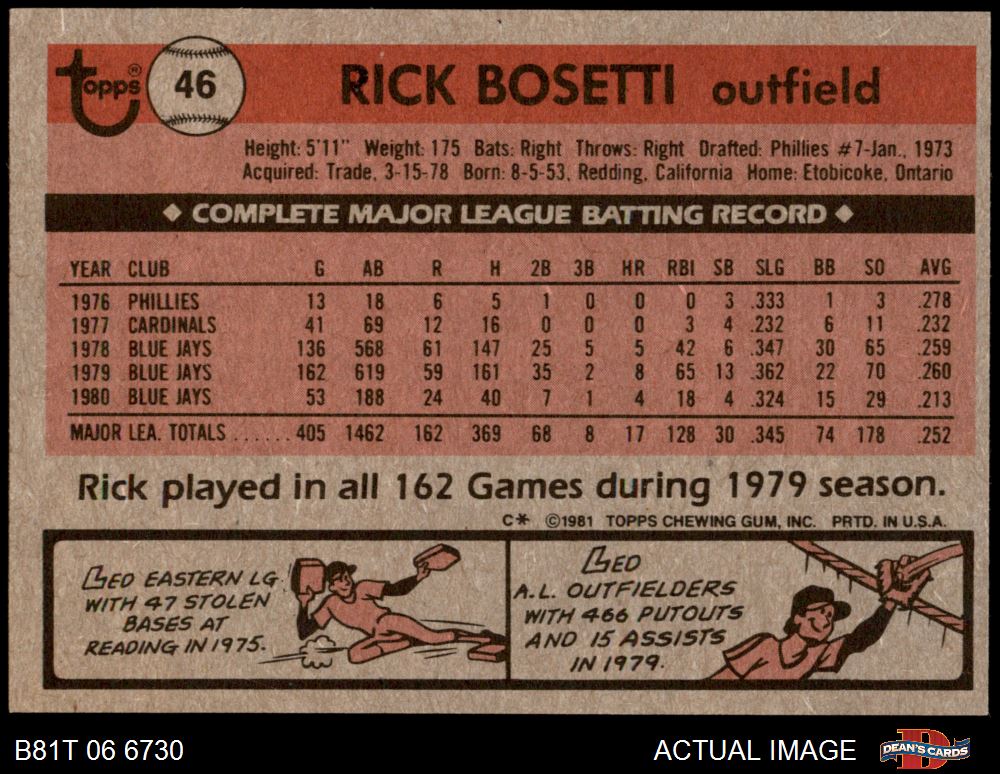 Topps® 46 RICK BOSETTI outfield
Height: 5'11" Weight: 175 Bats: Right Throws: Right Drafted: Phillies #7-Jan., 1973
Acquired: Trade, 3-15-78 Born: 8-5-53, Redding, California Home: Etobicoke, Ontario
◆ COMPLETE MAJOR LEAGUE BATTING RECORD ◆
YEAR CLUB G AB R H 2B 3B HR RBI SB SLG BB SO AVG
1976 PHILLIES 13 18 6 5 1 0 0 0 3 .333 1 3 .278
1977 CARDINALS 41 69 12 16 0 0 0 3 4 .232 6 11 .232
1978 BLUE JAYS 136 568 61 147 25 5 5 42 6 .347 30 65 .259
1979 BLUE JAYS 162 619 59 161 35 2 8 65 13 .362 22 70 .260
1980 BLUE JAYS 53 188 24 40 7 1 4 18 4 .324 15 29 .213
MAJOR LEA. TOTALS ...... 405 1462 162 369 68 8 17 128 30 .345 74 178 .252
Rick played in all 162 Games during 1979 season.
C* ©1981 TOPPS CHEWING GUM, INC. PRTD. IN U.S.A.
LED EASTERN LG.
WITH 47 STOLEN
BASES AT
READING IN 1975.
LED
A.L. OUTFIELDERS
WITH 466 PUTOUTS
AND 15 ASSISTS
IN 1979.
B81T 06 6730 ACTUAL IMAGE DEAN'S CARDS